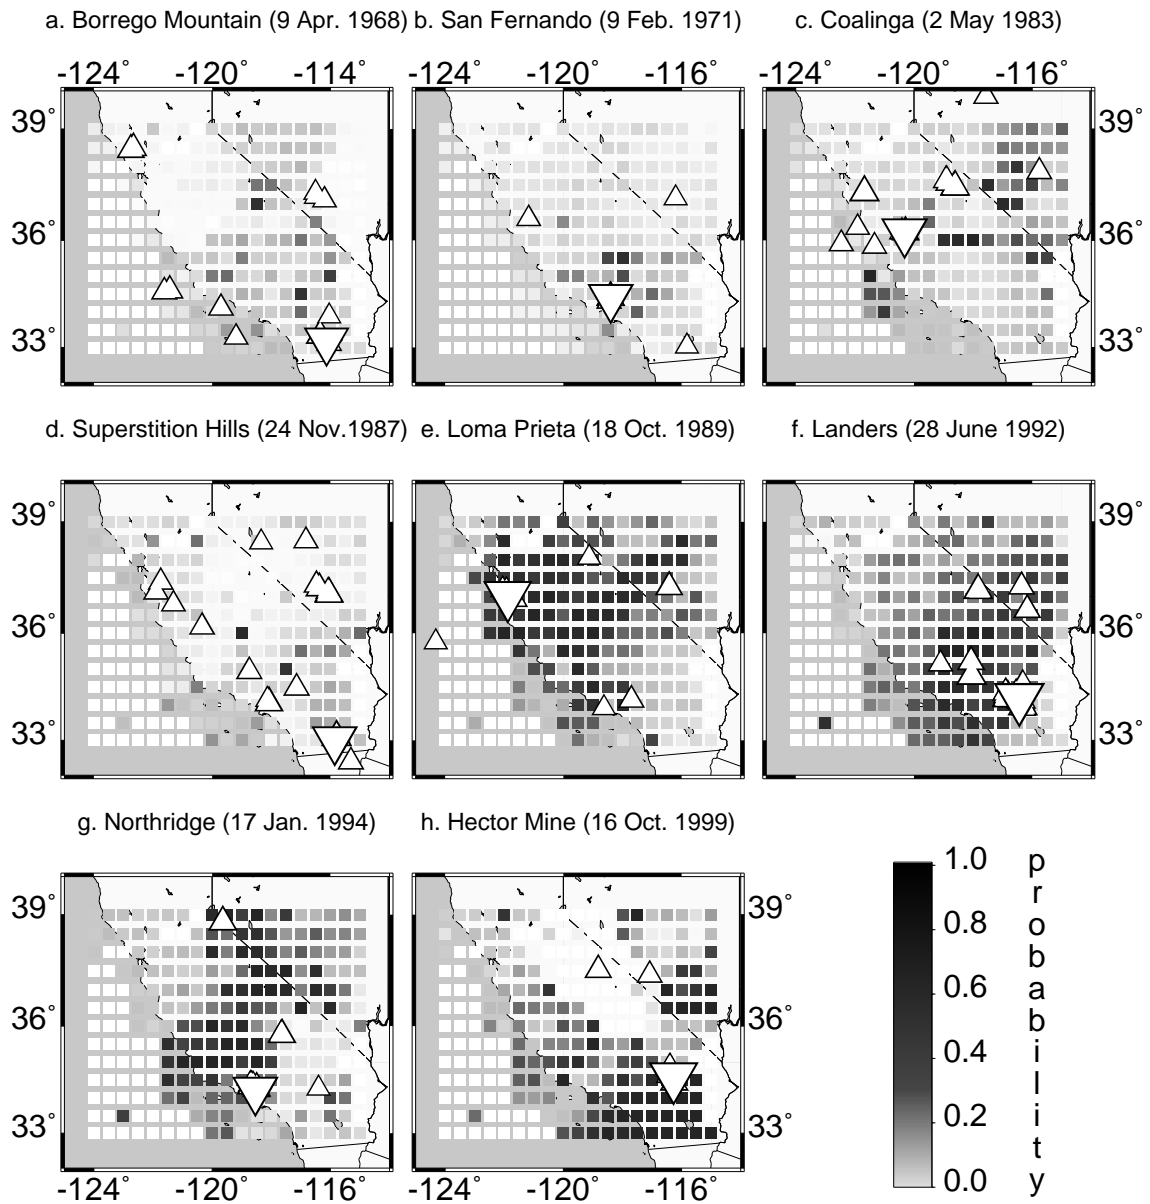 a. Borrego Mountain (9 Apr. 1968) b. San Fernando (9 Feb. 1971) c. Coalinga (2 May 1983)
-124° -120° -114° -120° -116° -124° -120° -116°
39° 39°
36° 36°
33° 33°
d. Superstition Hills (24 Nov.1987) e. Loma Prieta (18 Oct. 1989) f. Landers (28 June 1992)
39° 39°
36° 36°
33° 33°
g. Northridge (17 Jan. 1994) h. Hector Mine (16 Oct. 1999)
39° 39°
36° 36°
33° 33°
-124° -120° -116° -120° -116°
1.0
0.8
0.6
0.4
0.2
0.0
probability